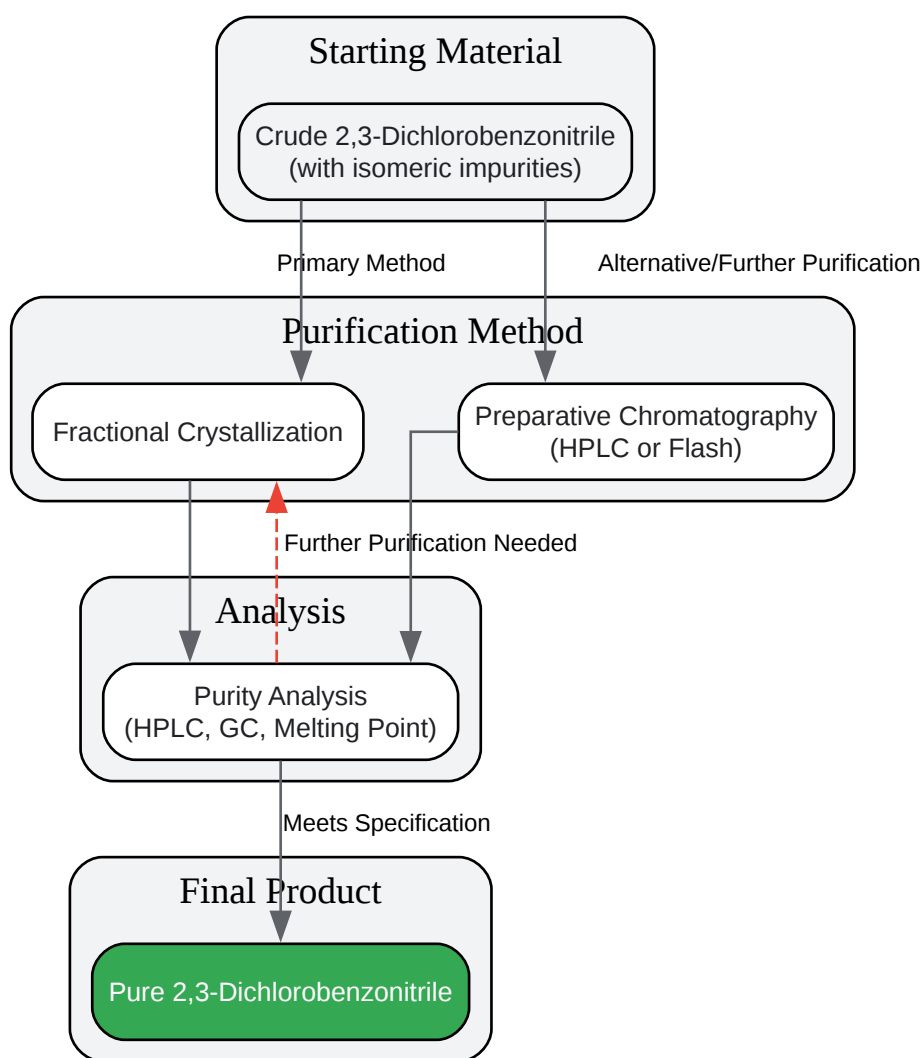 Starting Material
Crude 2,3-Dichlorobenzonitrile
(with isomeric impurities)
Primary Method
Alternative/Further Purification
Purification Method
Fractional Crystallization
Preparative Chromatography
(HPLC or Flash)
Further Purification Needed
Analysis
Purity Analysis
(HPLC, GC, Melting Point)
Meets Specification
Final Product
Pure 2,3-Dichlorobenzonitrile